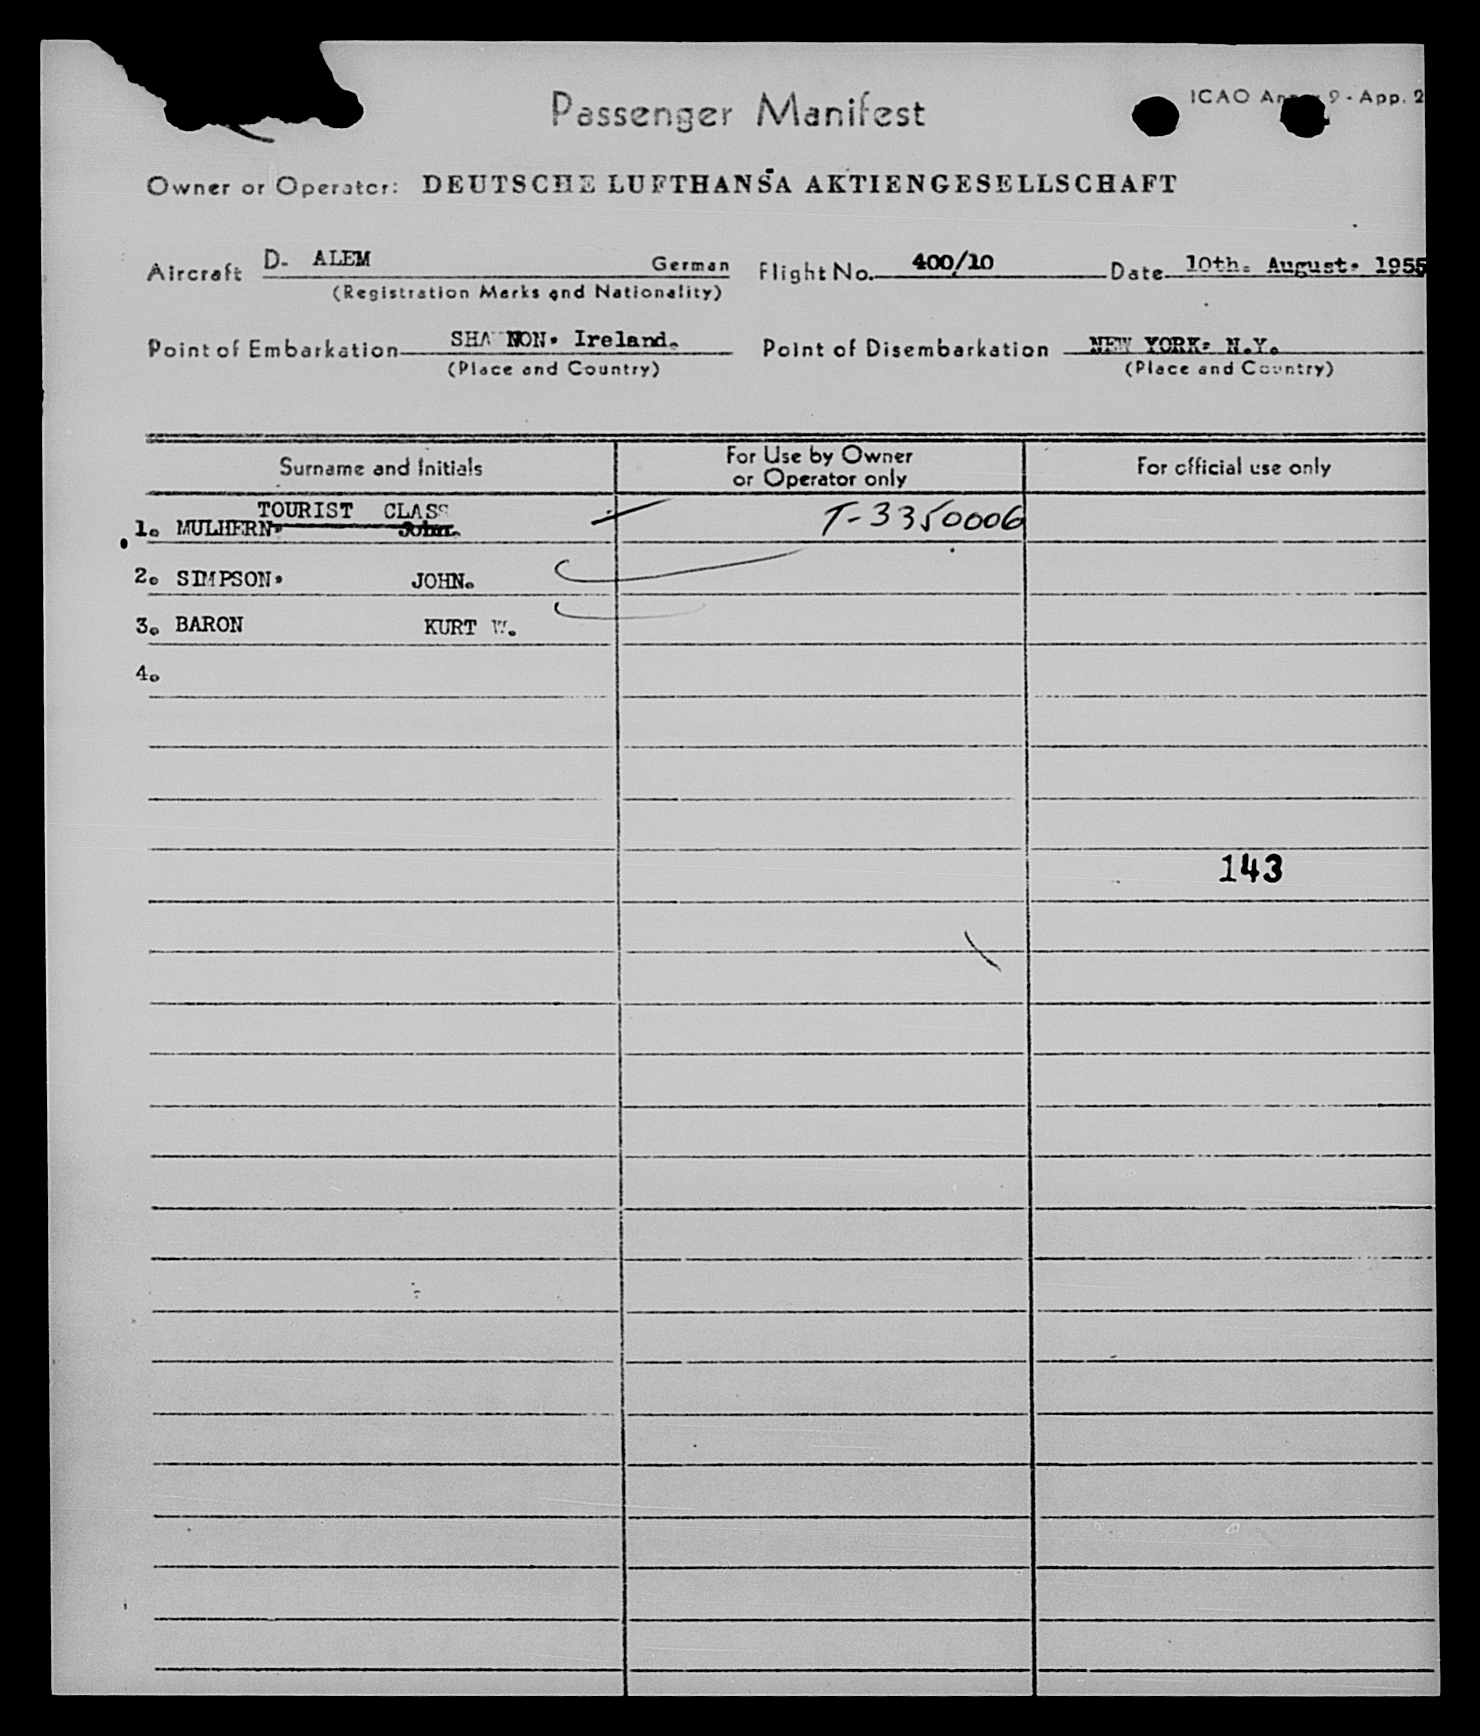 Passenger Manifest
ICAO Annex 9 - App. 2
Owner or Operator: DEUTSCHE LUFTHANSA AKTIENGESELLSCHAFT
Aircraft D- ALEM German Flight No. 400/10 Date 10th. August. 1955
(Registration Marks and Nationality)
Point of Embarkation SHANNON. Ireland. Point of Disembarkation NEW YORK. N.Y.
(Place and Country) (Place and Country)
Surname and Initials For Use by Owner or Operator only For official use only
TOURIST CLASS
1. MULHERN. John. T-3350006
2. SIMPSON. JOHN.
3. BARON KURT W.
4.
143